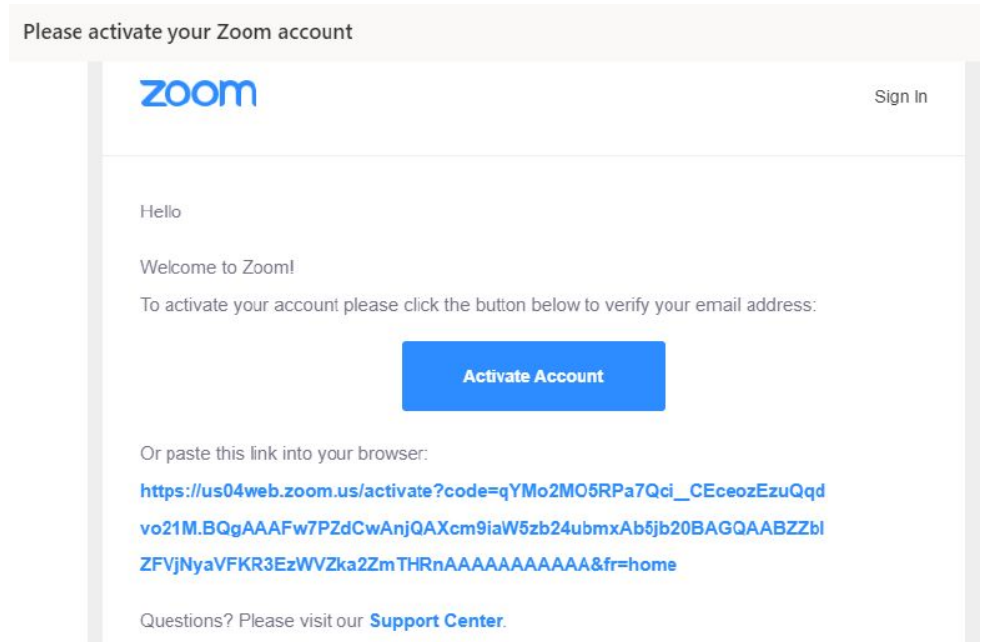 Please activate your Zoom account
zoom
Sign In
Hello
Welcome to Zoom!
To activate your account please click the button below to verify your email address:
Activate Account
Or paste this link into your browser:
https://us04web.zoom.us/activate?code=qYMo2MO5RPa7Qci_CEceozEzuQqd
vo21M.BQgAAAFw7PZdCwAnjQAXcm9iaW5zb24ubmxAb5jb20BAGQAABZZbl
ZFVjNyaVFKR3EzWVZka2ZmTHRnAAAAAAAAAAA&fr=home
Questions? Please visit our Support Center.